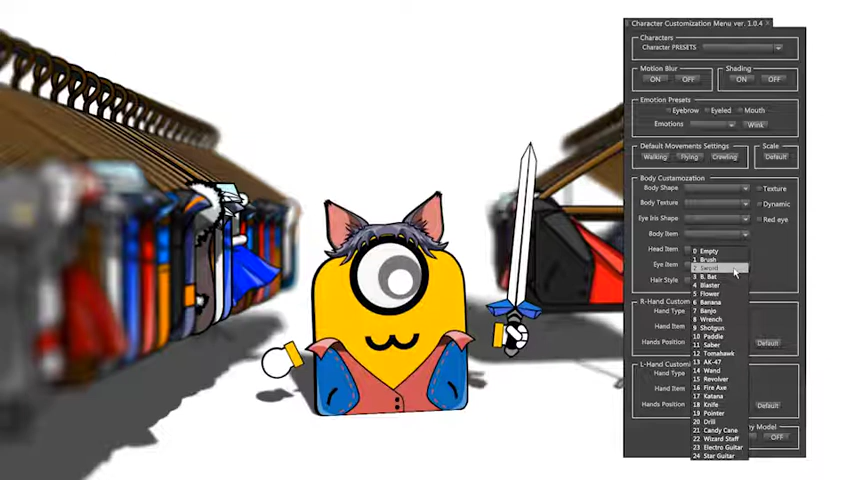 Character Customization Menu ver. 1.0.4 ×
Characters
Character PRESETS
Motion Blur
ON OFF
Shading
ON OFF
Emotion Presets
Eyebrow Eyeled Mouth
Emotions Wink
Default Movements Settings
Walking Flying Crawling
Scale
Default
Body Custamozation
Body Shape Texture
Body Texture Dynamic
Eye Iris Shape Red eye
Body Item
Head Item
Eye Item
Hair Style
0 Empty
1 Brush
2 Sword
3 B. Bat
4 Blaster
5 Flower
6 Banana
7 Banjo
8 Wrench
9 Shotgun
10 Paddle
11 Saber
12 Tomahawk
13 AK-47
14 Wand
15 Revolver
16 Fire Axe
17 Katana
18 Knife
19 Pointer
20 Drill
21 Candy Cane
22 Wizard Staff
23 Electro Guitar
24 Star Guitar
R-Hand Custom
Hand Type
Hand Item
Hands Position Default
L-Hand Customi
Hand Type
Hand Item
Hands Position Default
y Model
OFF